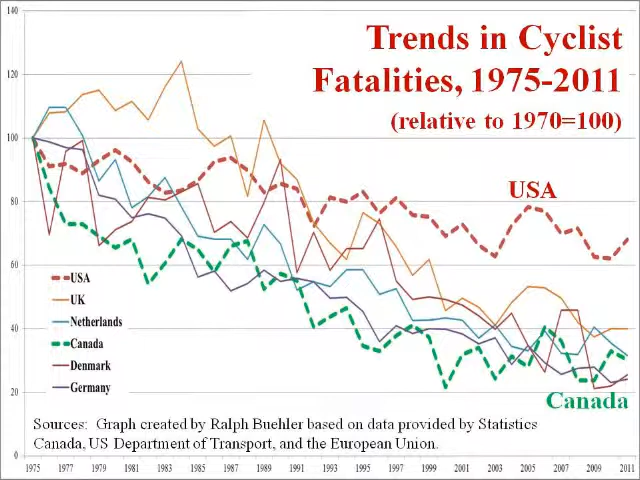 Trends in Cyclist
Fatalities, 1975-2011
(relative to 1970=100)
140
120
100
80
60
40
20
0
USA
Canada
USA
UK
Netherlands
Canada
Denmark
Germany
Sources: Graph created by Ralph Buehler based on data provided by Statistics
Canada, US Department of Transport, and the European Union.
1975 1977 1979 1981 1983 1985 1987 1989 1991 1993 1995 1997 1999 2001 2003 2005 2007 2009 2011